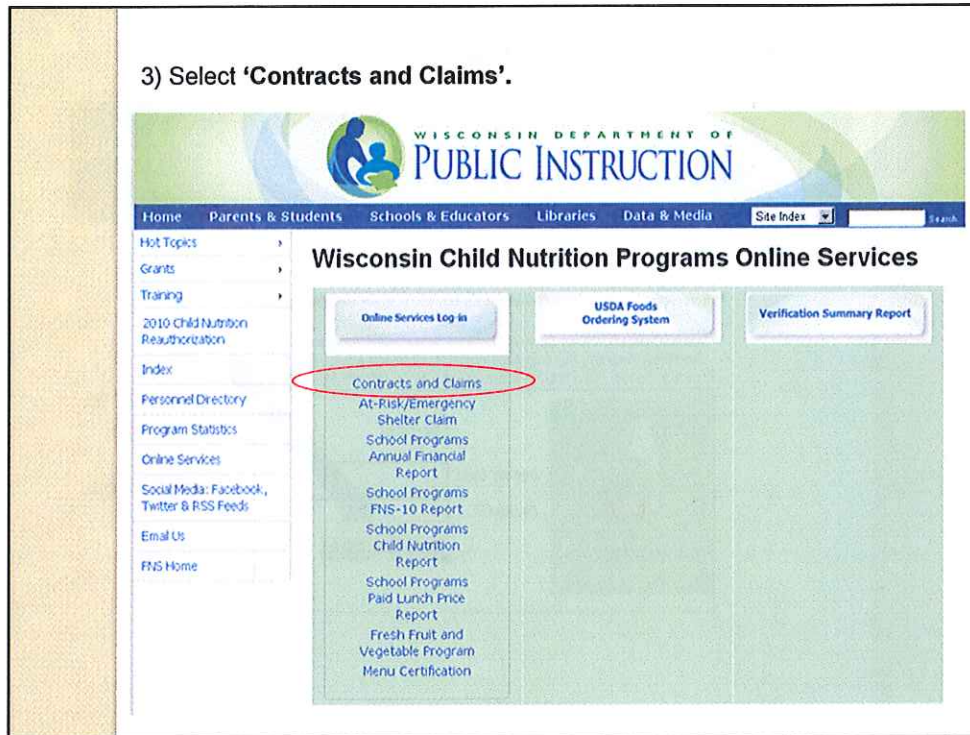 3) Select 'Contracts and Claims'.
WISCONSIN DEPARTMENT OF
PUBLIC INSTRUCTION
Home Parents & Students Schools & Educators Libraries Data & Media Site Index Search
Hot Topics
Grants
Training
2010 Child Nutrition
Reauthorization
Index
Personnel Directory
Program Statistics
Online Services
Social Media: Facebook,
Twitter & RSS Feeds
Email Us
FNS Home
Wisconsin Child Nutrition Programs Online Services
Online Services Log-in
USDA Foods
Ordering System
Verification Summary Report
Contracts and Claims
At-Risk/Emergency
Shelter Claim
School Programs
Annual Financial
Report
School Programs
FNS-10 Report
School Programs
Child Nutrition
Report
School Programs
Paid Lunch Price
Report
Fresh Fruit and
Vegetable Program
Menu Certification